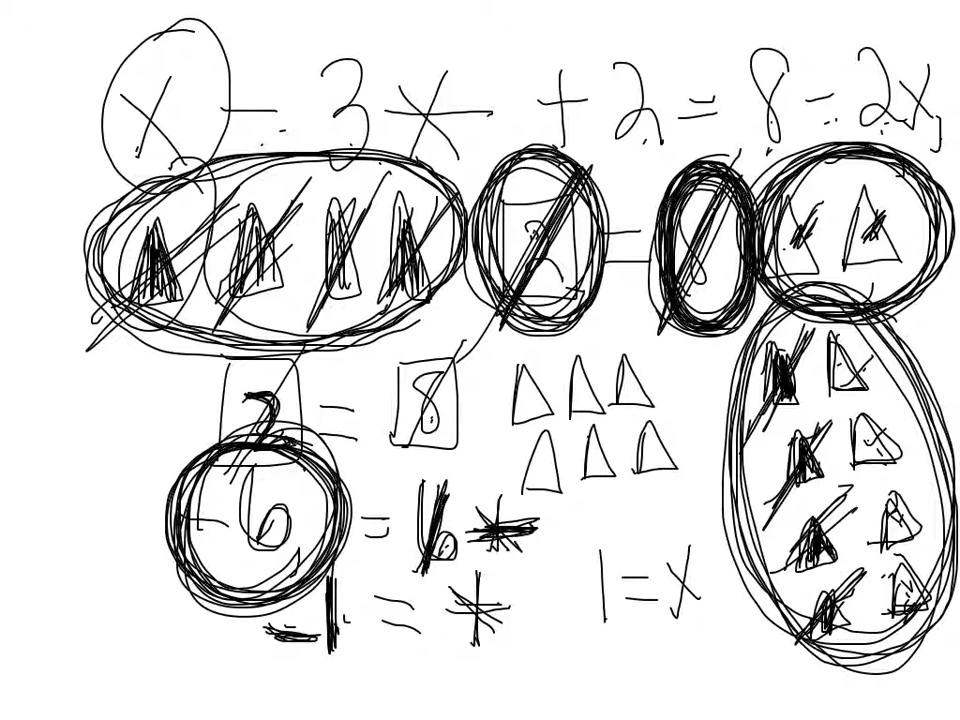 x - 3x + 2 = 8 - 2x
2 = 8
6 = 6x
1 = x
-1 = x